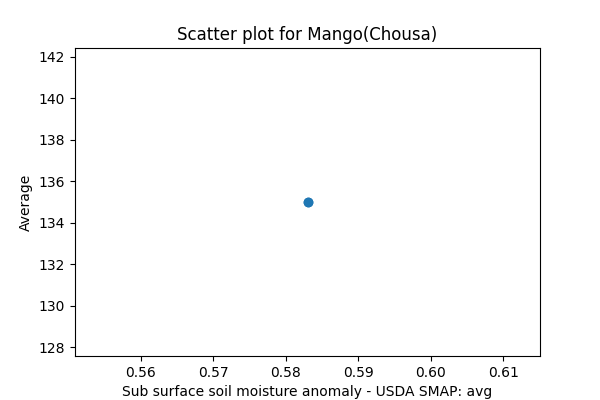 Scatter plot for Mango(Chousa)
142
140
138
136
134
132
130
128
Average
0.56 0.57 0.58 0.59 0.60 0.61
Sub surface soil moisture anomaly - USDA SMAP: avg